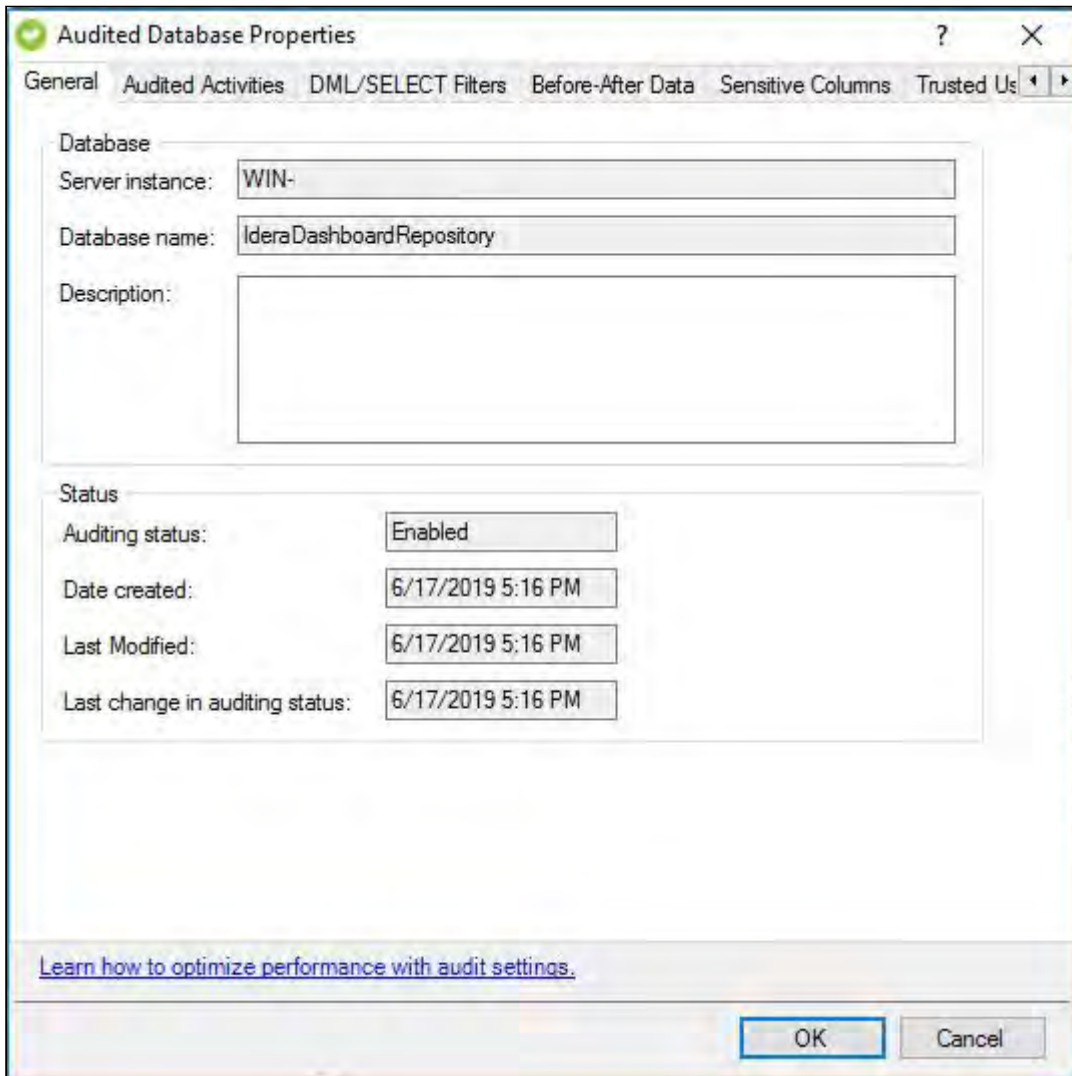 Audited Database Properties ? ×
General Audited Activities DML/SELECT Filters Before-After Data Sensitive Columns Trusted Us
Database
Server instance: WIN-
Database name: IderaDashboardRepository
Description:
Status
Auditing status: Enabled
Date created: 6/17/2019 5:16 PM
Last Modified: 6/17/2019 5:16 PM
Last change in auditing status: 6/17/2019 5:16 PM
Learn how to optimize performance with audit settings.
OK Cancel